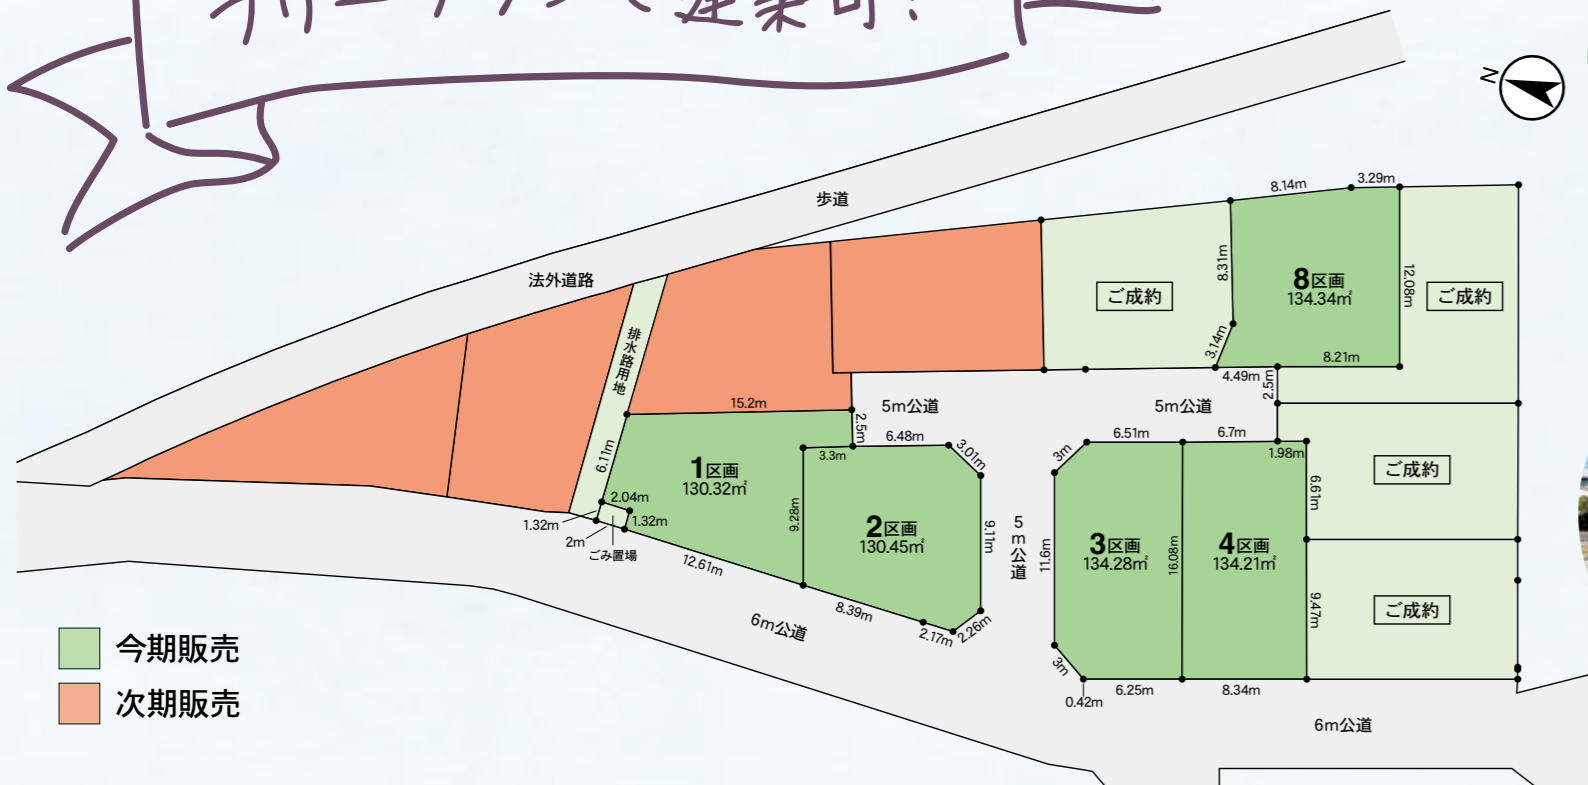 建築可!
N
歩道
法外道路
排水路用地
8.14m
3.29m
8.31m
3.14m
8区画
134.34㎡
12.08m
8.21m
4.49m
2.5m
ご成約
ご成約
15.2m
2.5m
5m公道
5m公道
6.11m
1区画
130.32㎡
3.3m
6.48m
3.01m
9.28m
2区画
130.45㎡
9.11m
2.04m
1.32m
1.32m
2m
ごみ置場
12.61m
8.39m
2.17m
2.26m
6m公道
5m公道
3m
6.51m
6.7m
1.98m
6.61m
11.6m
3区画
134.28㎡
16.08m
4区画
134.21㎡
9.47m
3m
0.42m
6.25m
8.34m
ご成約
ご成約
6m公道
今期販売
次期販売